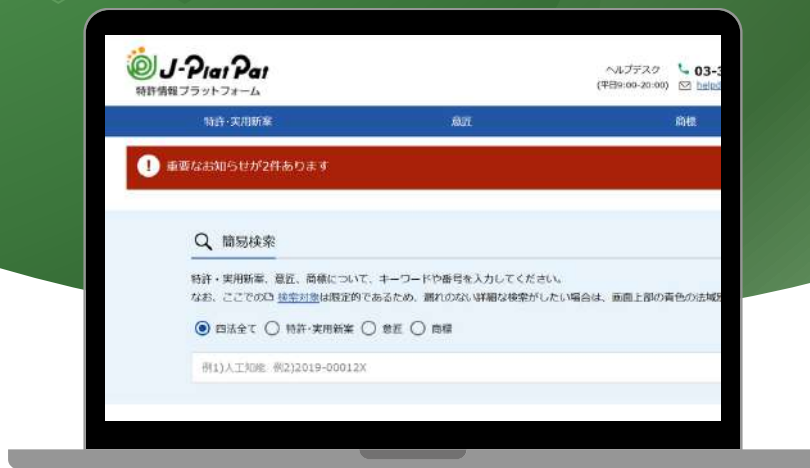 J-PlatPat
特許情報プラットフォーム
ヘルプデスク 03-3
(平日9:00-20:00) helpd
特許・実用新案 意匠 商標
重要なお知らせが2件あります
簡易検索
特許・実用新案、意匠、商標について、キーワードや番号を入力してください。
なお、ここでの 検索対象は限定的であるため、漏れのない詳細な検索がしたい場合は、画面上部の青色の法域別
四法全て 特許・実用新案 意匠 商標
例1)人工知能 例2)2019-00012X